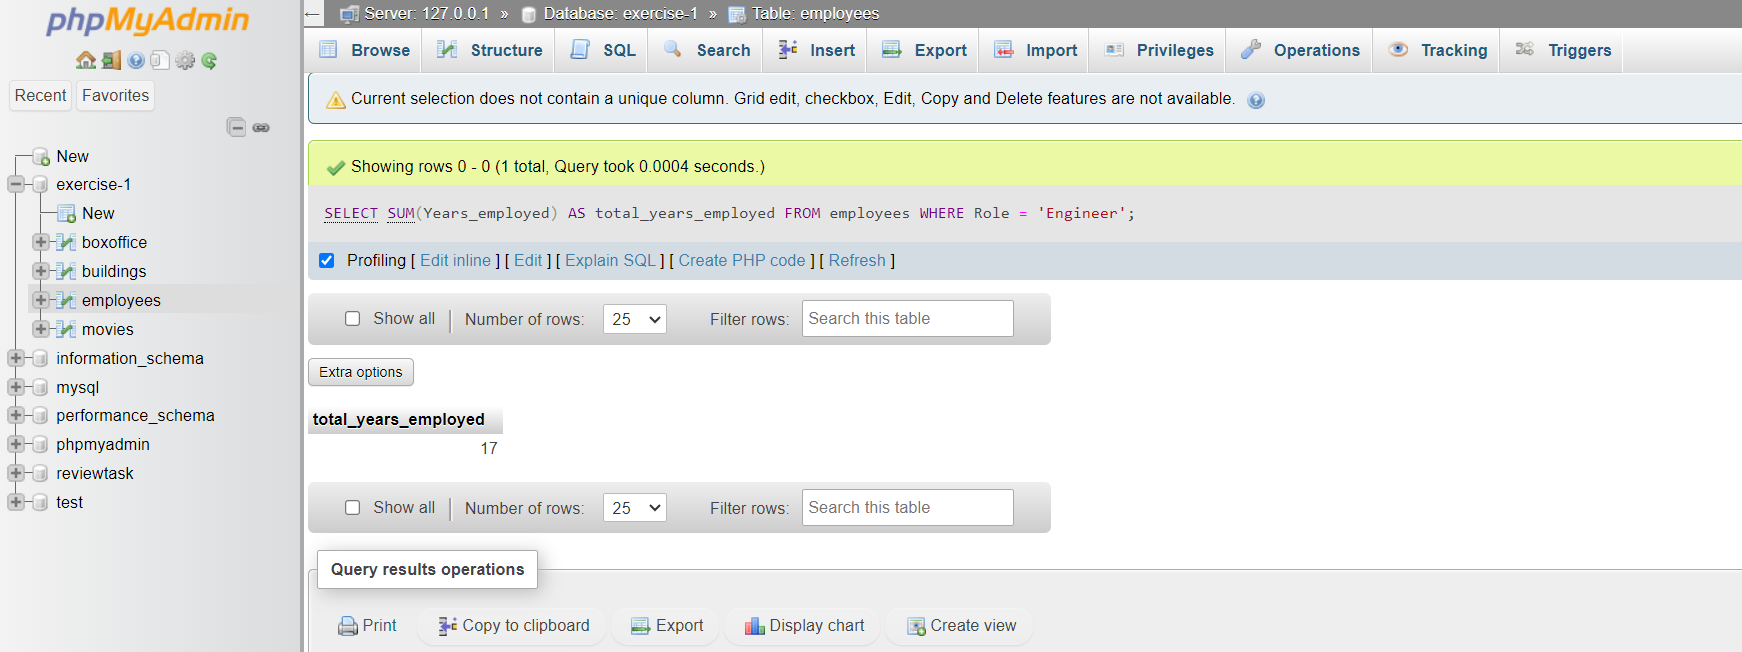 phpMyAdmin
Recent Favorites
New
exercise-1
New
boxoffice
buildings
employees
movies
information_schema
mysql
performance_schema
phpmyadmin
reviewtask
test
← Server: 127.0.0.1 » Database: exercise-1 » Table: employees
Browse Structure SQL Search Insert Export Import Privileges Operations Tracking Triggers
Current selection does not contain a unique column. Grid edit, checkbox, Edit, Copy and Delete features are not available.
Showing rows 0 - 0 (1 total, Query took 0.0004 seconds.)
SELECT SUM(Years_employed) AS total_years_employed FROM employees WHERE Role = 'Engineer';
Profiling [ Edit inline ] [ Edit ] [ Explain SQL ] [ Create PHP code ] [ Refresh ]
Show all | Number of rows: 25 Filter rows: Search this table
Extra options
total_years_employed
17
Show all | Number of rows: 25 Filter rows: Search this table
Query results operations
Print Copy to clipboard Export Display chart Create view